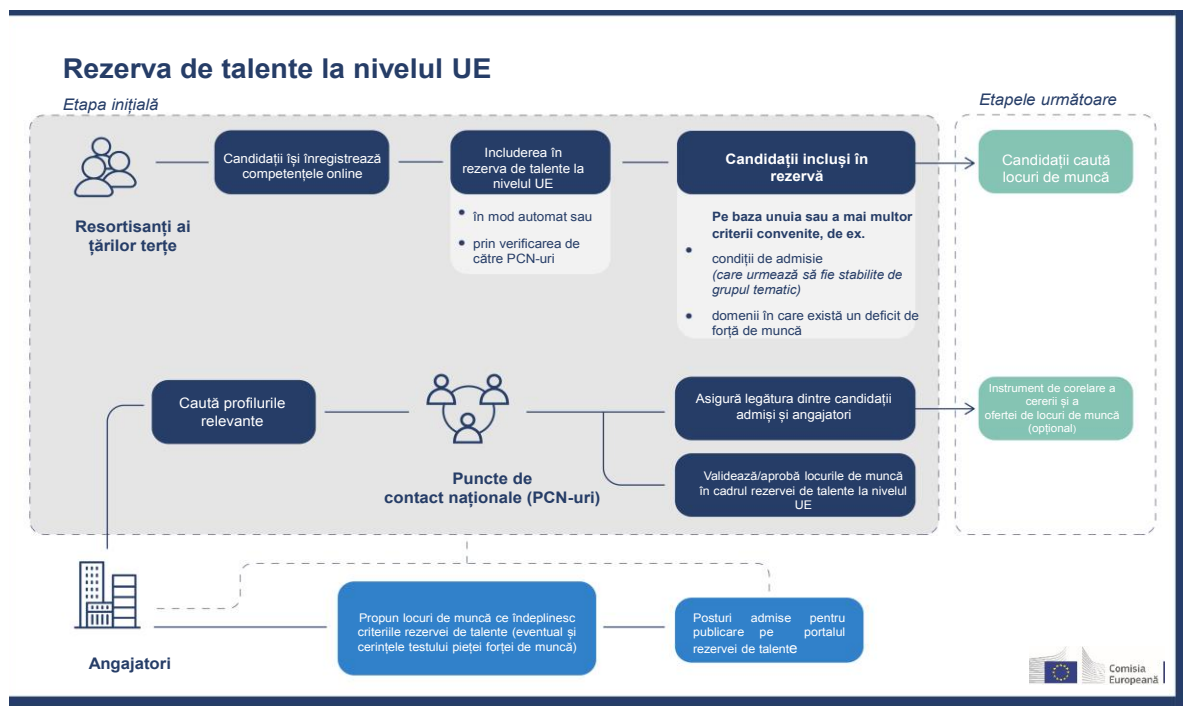 Rezerva de talente la nivelul UE
Etapa inițială
Etapele următoare
Candidații își înregistrează
competențele online
Includerea în
rezerva de talente la
nivelul UE
• în mod automat sau
• prin verificarea de
către PCN-uri
Candidații incluși în
rezervă
Pe baza unuia sau a mai multor
criterii convenite, de ex.
• condiții de admisie
(care urmează să fie stabilite de
grupul tematic)
• domenii în care există un deficit de
forță de muncă
Candidații caută
locuri de muncă
Resortisanți ai
țărilor terțe
Caută profilurile
relevante
Puncte de
contact naționale (PCN-uri)
Asigură legătura dintre candidații
admiși și angajatori
Validează/aprobă locurile de muncă
în cadrul rezervei de talente la nivelul
UE
Instrument de corelare a
cererii și a
ofertei de locuri de muncă
(opțional)
Angajatori
Propun locuri de muncă ce îndeplinesc
criteriile rezervei de talente (eventual și
cerințele testului pieței forței de muncă)
Posturi admise pentru
publicare pe portalul
rezervei de talente
Comisia
Europeană